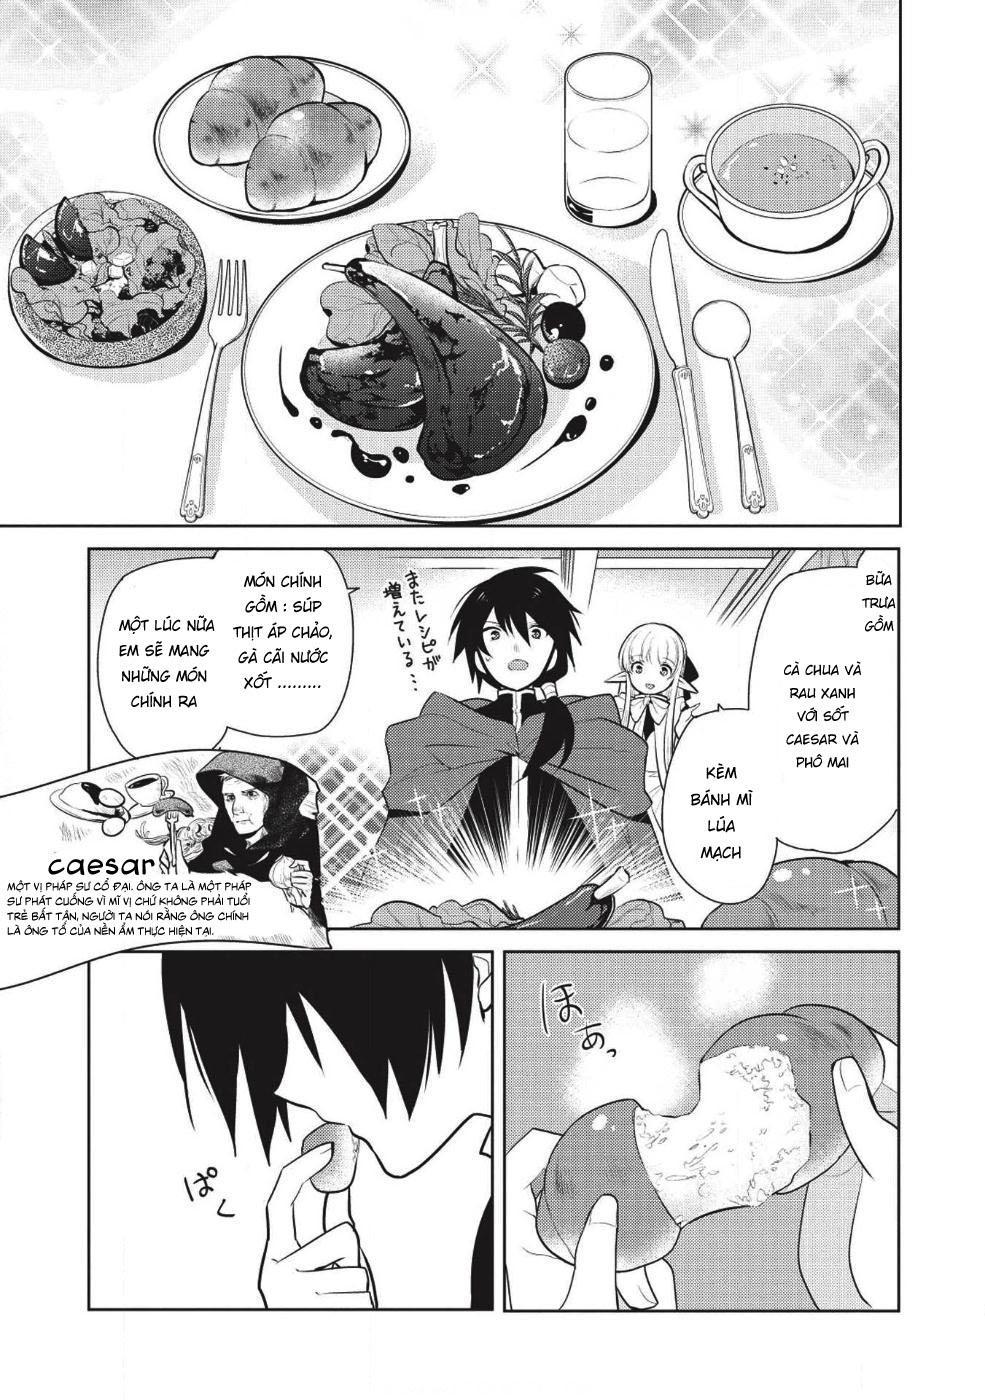 BỮA
TRƯA
GỒM
CÀ CHUA VÀ
RAU XANH
VỚI SỐT
CAESAR VÀ
PHÔ MAI
KÈM
BÁNH MÌ
LÚA
MẠCH
またレシピが
増えている…
MÓN CHÍNH
GỒM : SÚP
THỊT ÁP CHẢO,
GÀ CÃI NƯỚC
XỐT .........
MỘT LÚC NỮA
EM SẼ MANG
NHỮNG MÓN
CHÍNH RA
caesar
MỘT VỊ PHÁP SƯ CỔ ĐẠI. ÔNG TA LÀ MỘT PHÁP
SƯ PHÁT CUỒNG VÌ MĨ VỊ CHỨ KHÔNG PHẢI TUỔI
TRẺ BẤT TẬN, NGƯỜI TA NÓI RẰNG ÔNG CHÍNH
LÀ ÔNG TỔ CỦA NỀN ẨM THỰC HIỆN TẠI.
ほぁっ
ぱく